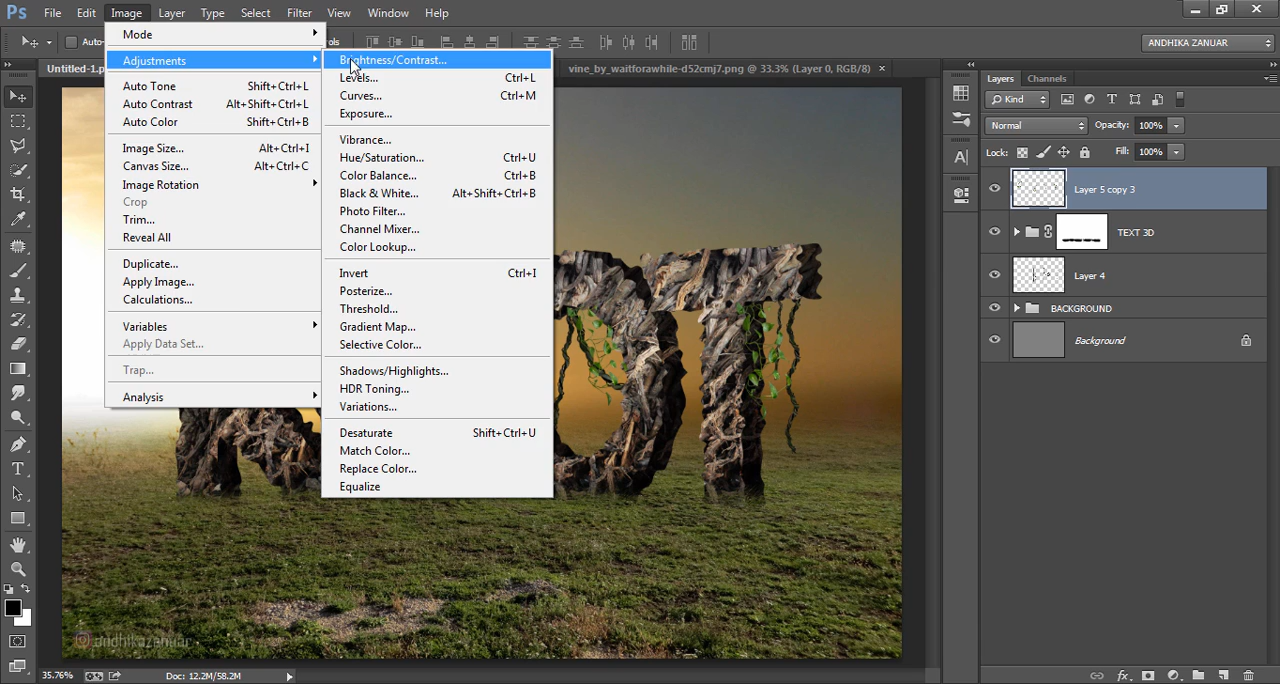 Ps File Edit Image Layer Type Select Filter View Window Help
Auto-
ANDHIKA ZANUAR
Mode
Adjustments
Auto Tone Shift+Ctrl+L
Auto Contrast Alt+Shift+Ctrl+L
Auto Color Shift+Ctrl+B
Image Size... Alt+Ctrl+I
Canvas Size... Alt+Ctrl+C
Image Rotation
Crop
Trim...
Reveal All
Duplicate...
Apply Image...
Calculations...
Variables
Apply Data Set...
Trap...
Analysis
Brightness/Contrast...
Levels... Ctrl+L
Curves... Ctrl+M
Exposure...
Vibrance...
Hue/Saturation... Ctrl+U
Color Balance... Ctrl+B
Black & White... Alt+Shift+Ctrl+B
Photo Filter...
Channel Mixer...
Color Lookup...
Invert Ctrl+I
Posterize...
Threshold...
Gradient Map...
Selective Color...
Shadows/Highlights...
HDR Toning...
Variations...
Desaturate Shift+Ctrl+U
Match Color...
Replace Color...
Equalize
Untitled-1.p
vine_by_waitforawhile-d52cmj7.png @ 33.3% (Layer 0, RGB/8) ×
Layers Channels
Kind
Normal Opacity: 100%
Lock: Fill: 100%
Layer 5 copy 3
TEXT 3D
Layer 4
BACKGROUND
Background
andhikazanuar
35.76% Doc: 12.2M/58.2M